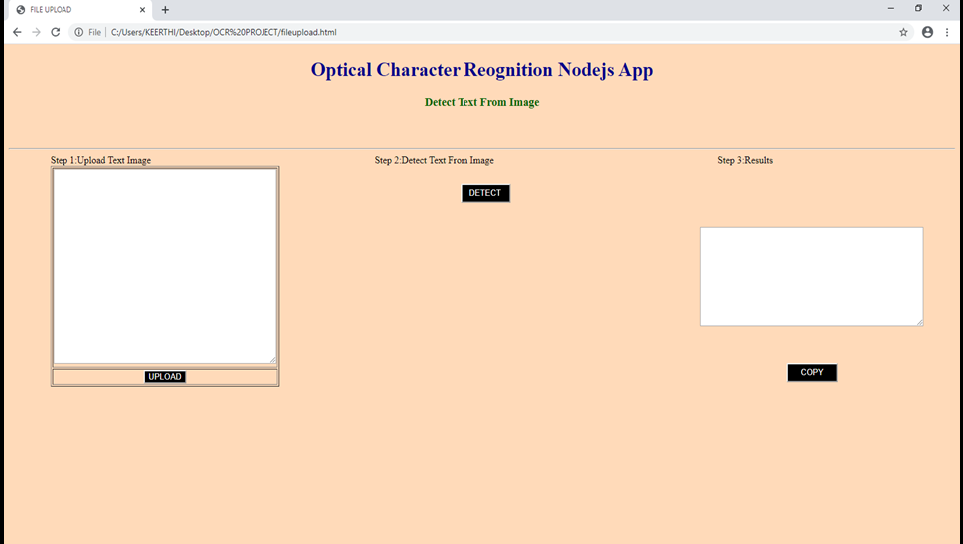 FILE UPLOAD
File | C:/Users/KEERTHI/Desktop/OCR%20PROJECT/fileupload.html
Optical Character Reognition Nodejs App
Detect Text From Image
Step 1:Upload Text Image
Step 2:Detect Text Fron Image
Step 3:Results
DETECT
COPY
UPLOAD